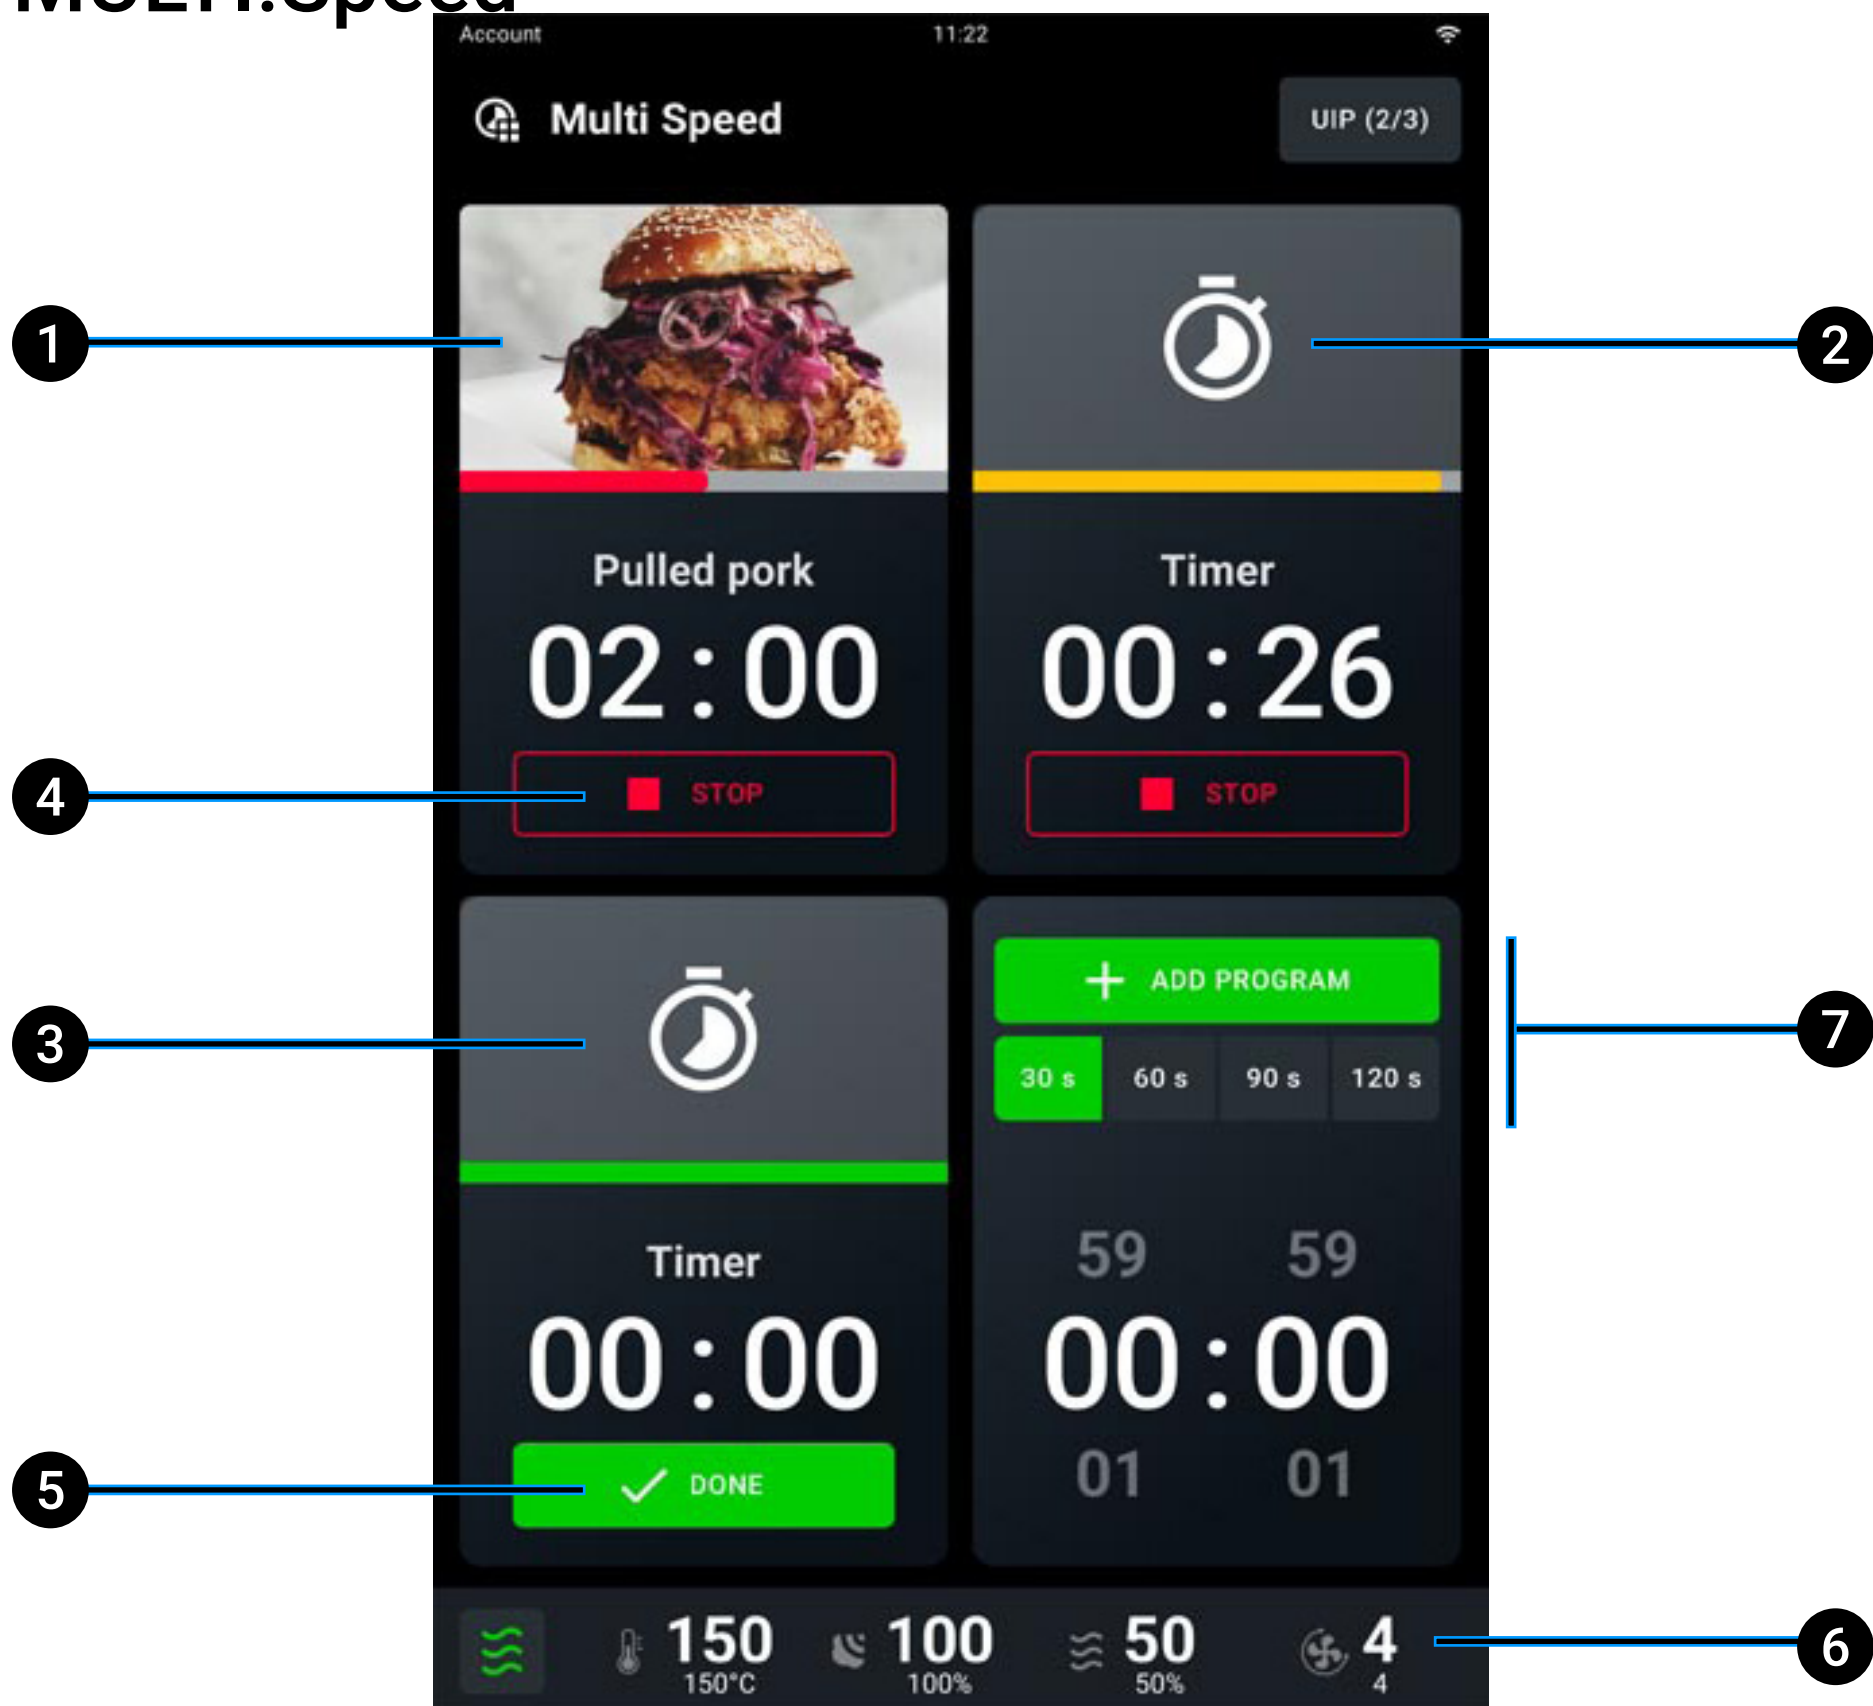 MULTI.Speed
Account 11:22
Multi Speed UIP (2/3)
1 2
Pulled pork Timer
02:00 00:26
4 STOP STOP
+ ADD PROGRAM
30 s 60 s 90 s 120 s
3 7
Timer 59 59
00:00 00:00
5 DONE 01 01
150 100 50 4 6
150°C 100% 50% 4